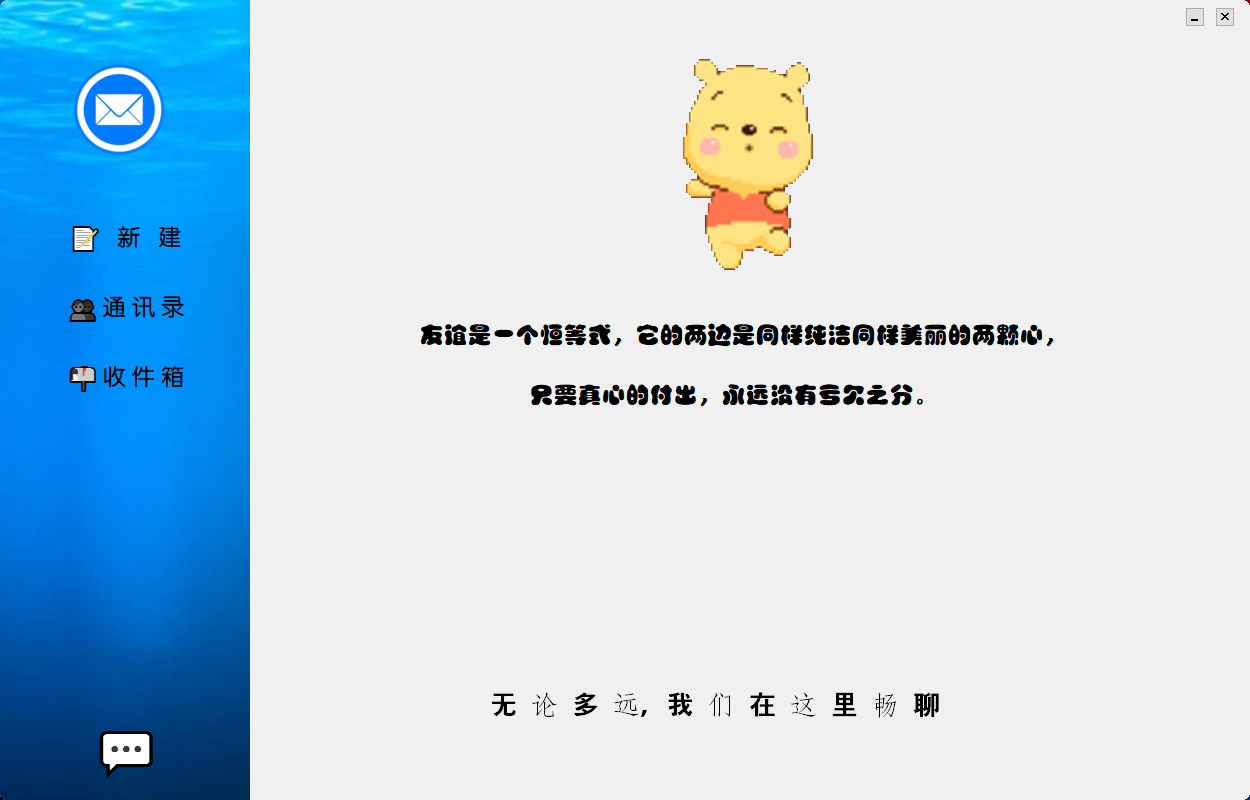 新 建
通讯录
收件箱
友谊是一个恒等式，它的两边是同样纯洁同样美丽的两颗心，
只要真心的付出，永远没有亏欠之分。
无论多远，我们在这里畅聊